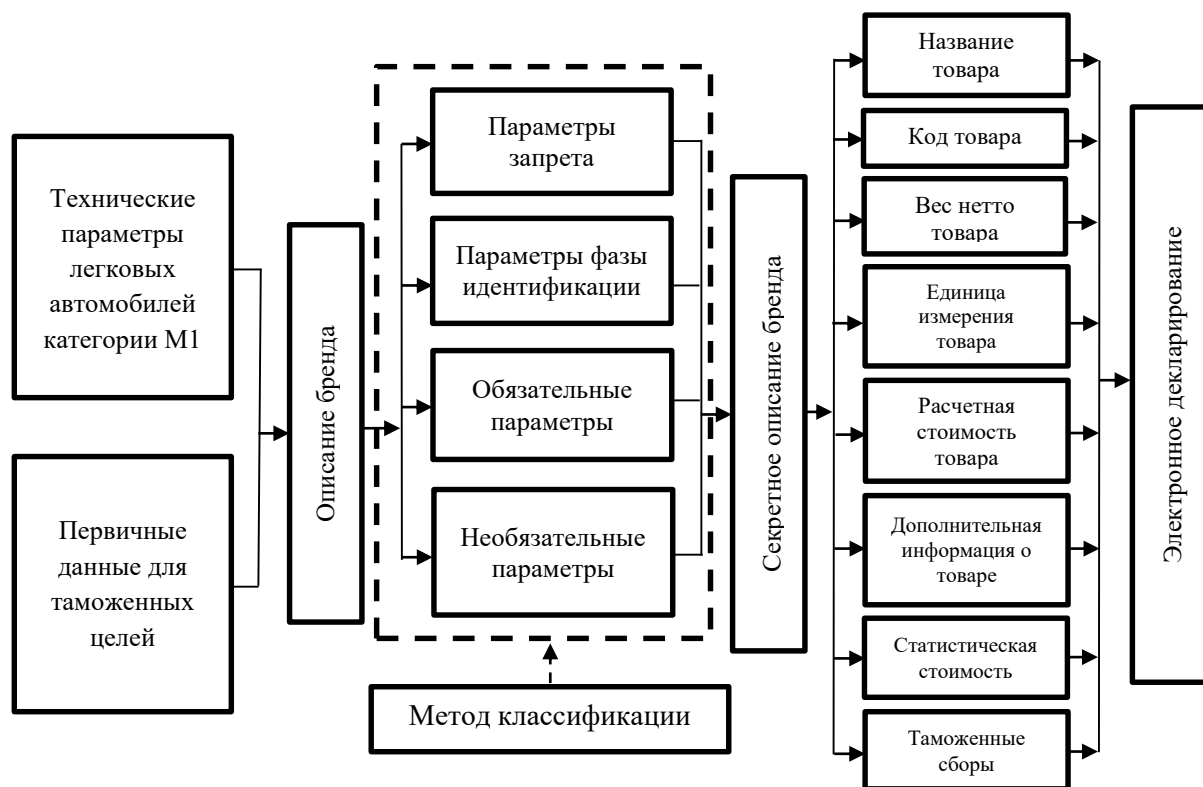 Технические
параметры
легковых
автомобилей
категории М1
Первичные
данные для
таможенных
целей
Описание бренда
Параметры
запрета
Параметры фазы
идентификации
Обязательные
параметры
Необязательные
параметры
Метод классификации
Секретное описание бренда
Название
товара
Код товара
Вес нетто
товара
Единица
измерения
товара
Расчетная
стоимость
товара
Дополнительная
информация о
товаре
Статистическая
стоимость
Таможенные
сборы
Электронное декларирование